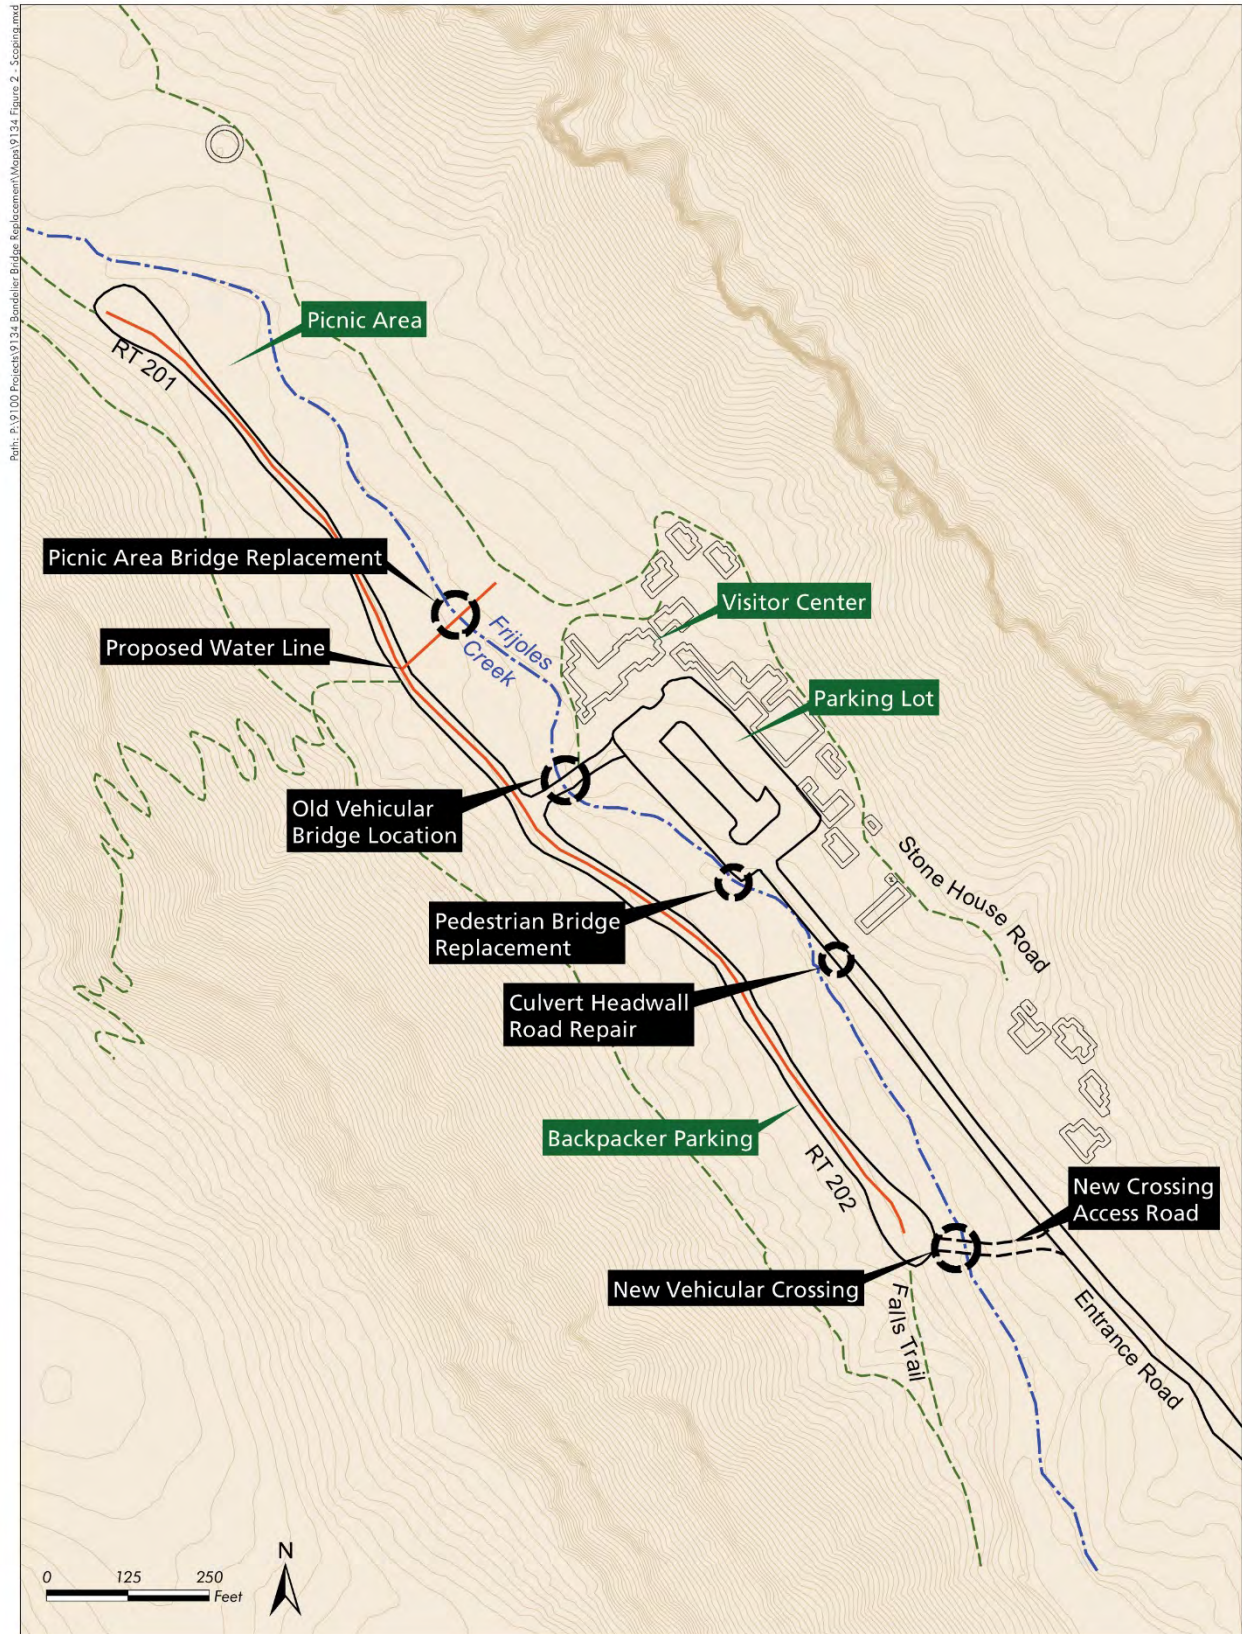 Path: P:\9100 Projects\9134 Bandelier Bridge Replacement\Maps\9134 Figure 2 - Scoping.mxd
Picnic Area
RT 201
Picnic Area Bridge Replacement
Visitor Center
Frijoles
Creek
Proposed Water Line
Parking Lot
Old Vehicular
Bridge Location
Stone House Road
Pedestrian Bridge
Replacement
Culvert Headwall
Road Repair
Backpacker Parking
RT 202
New Crossing
Access Road
New Vehicular Crossing
Falls Trail
Entrance Road
N
0 125 250
Feet